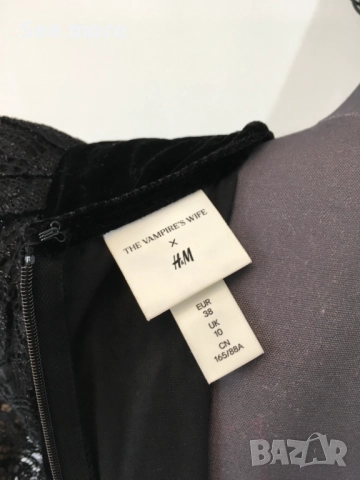 THE VAMPIRE'S WIFE
×
H&M
EUR
38
UK
10
CN
165/88A
BAZAR